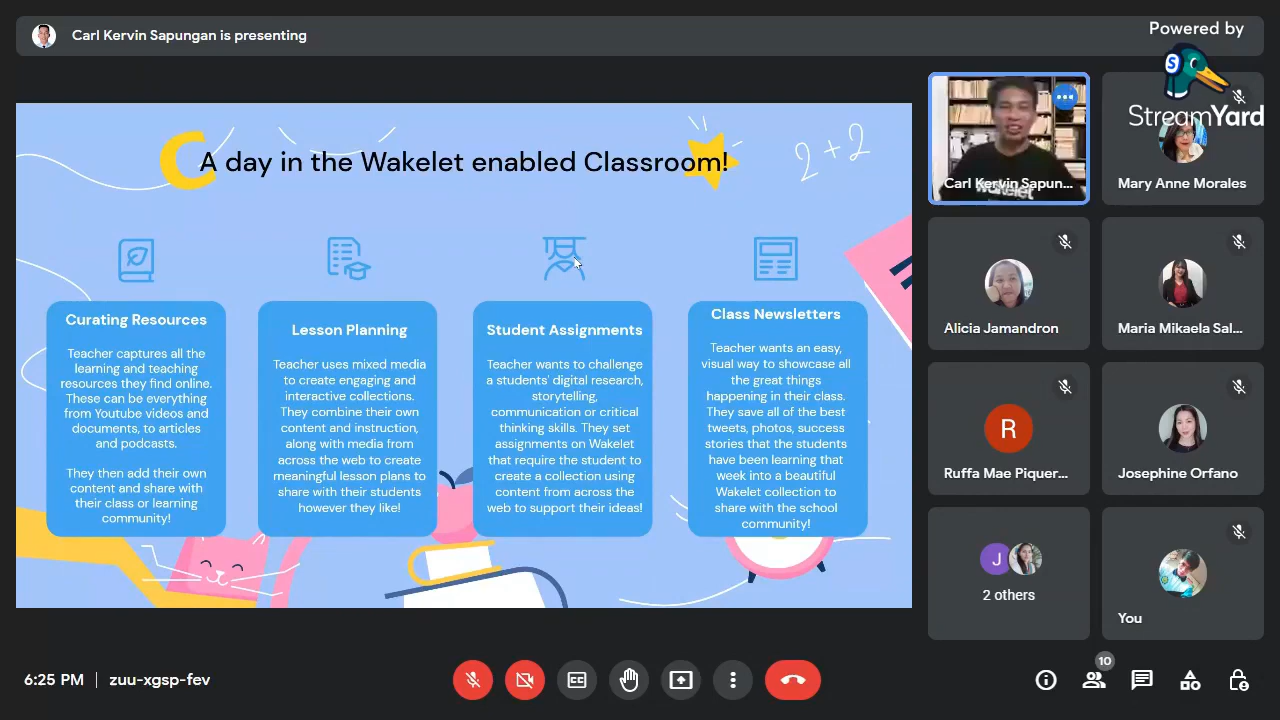 Carl Kervin Sapungan is presenting
Powered by
StreamYard
A day in the Wakelet enabled Classroom!
2+2
Curating Resources
Teacher captures all the
learning and teaching
resources they find online.
These can be everything
from Youtube videos and
documents, to articles
and podcasts.
They then add their own
content and share with
their class or learning
community!
Lesson Planning
Teacher uses mixed media
to create engaging and
interactive collections.
They combine their own
content and instruction,
along with media from
across the web to create
meaningful lesson plans to
share with their students
however they like!
Student Assignments
Teacher wants to challenge
a students' digital research,
storytelling,
communication or critical
thinking skills. They set
assignments on Wakelet
that require the student to
create a collection using
content from across the
web to support their ideas!
Class Newsletters
Teacher wants an easy,
visual way to showcase all
the great things
happening in their class.
They save all of the best
tweets, photos, success
stories that the students
have been learning that
week into a beautiful
Wakelet collection to
share with the school
community!
wakelet
Carl Kervin Sapun...
Mary Anne Morales
Alicia Jamandron
Maria Mikaela Sal...
R
Ruffa Mae Piquer...
Josephine Orfano
J
2 others
You
6:25 PM | zuu-xgsp-fev
10